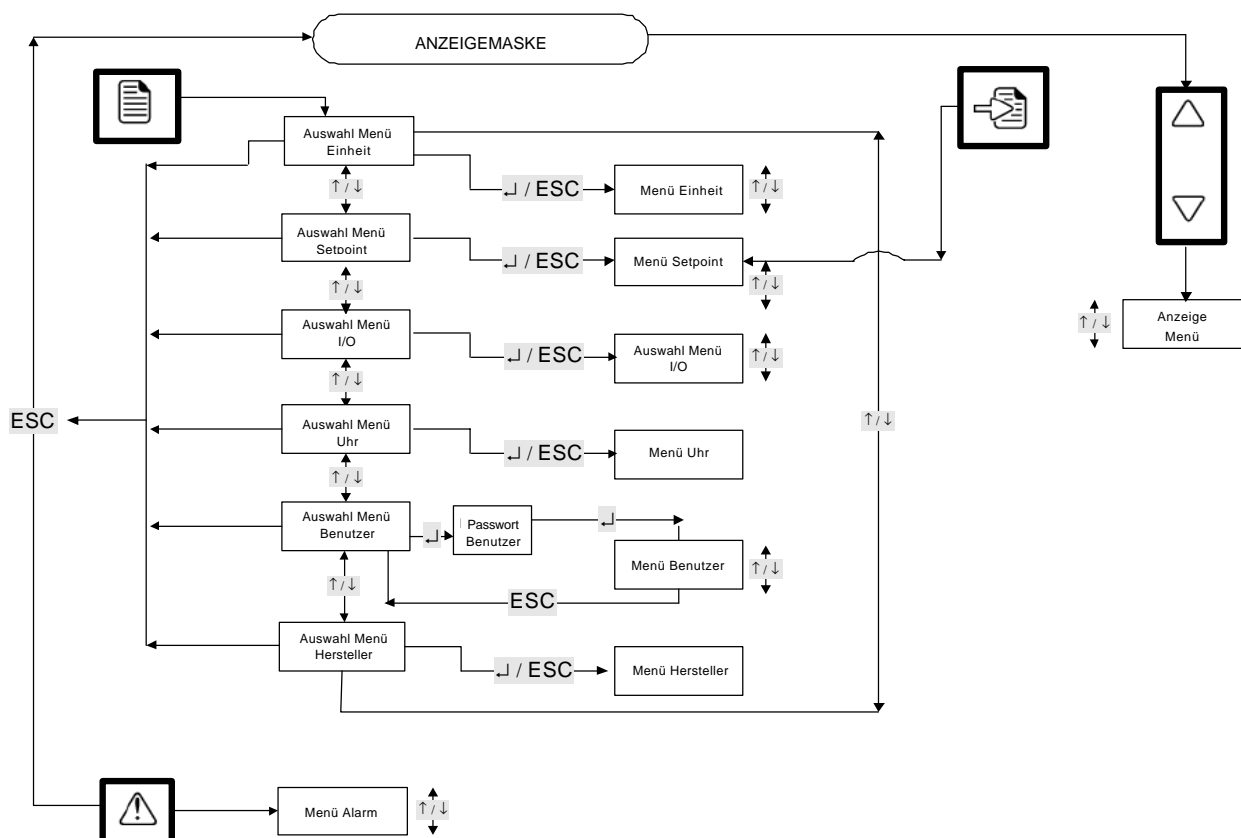 ANZEIGEMASKE
Auswahl Menü
Einheit
↑ / ↓
↵ / ESC
Menü Einheit
↑ / ↓
Auswahl Menü
Setpoint
↵ / ESC
Menü Setpoint
↑ / ↓
↑ / ↓
Anzeige
Menü
↑ / ↓
Auswahl Menü
I/O
↵ / ESC
Auswahl Menü
I/O
↑ / ↓
↑ / ↓
ESC
Auswahl Menü
Uhr
↑ / ↓
↵ / ESC
Menü Uhr
↑ / ↓
Auswahl Menü
Benutzer
↵
Passwort
Benutzer
↵
Menü Benutzer
↑ / ↓
↑ / ↓
ESC
Auswahl Menü
Hersteller
↵ / ESC
Menü Hersteller
Menü Alarm
↑ / ↓